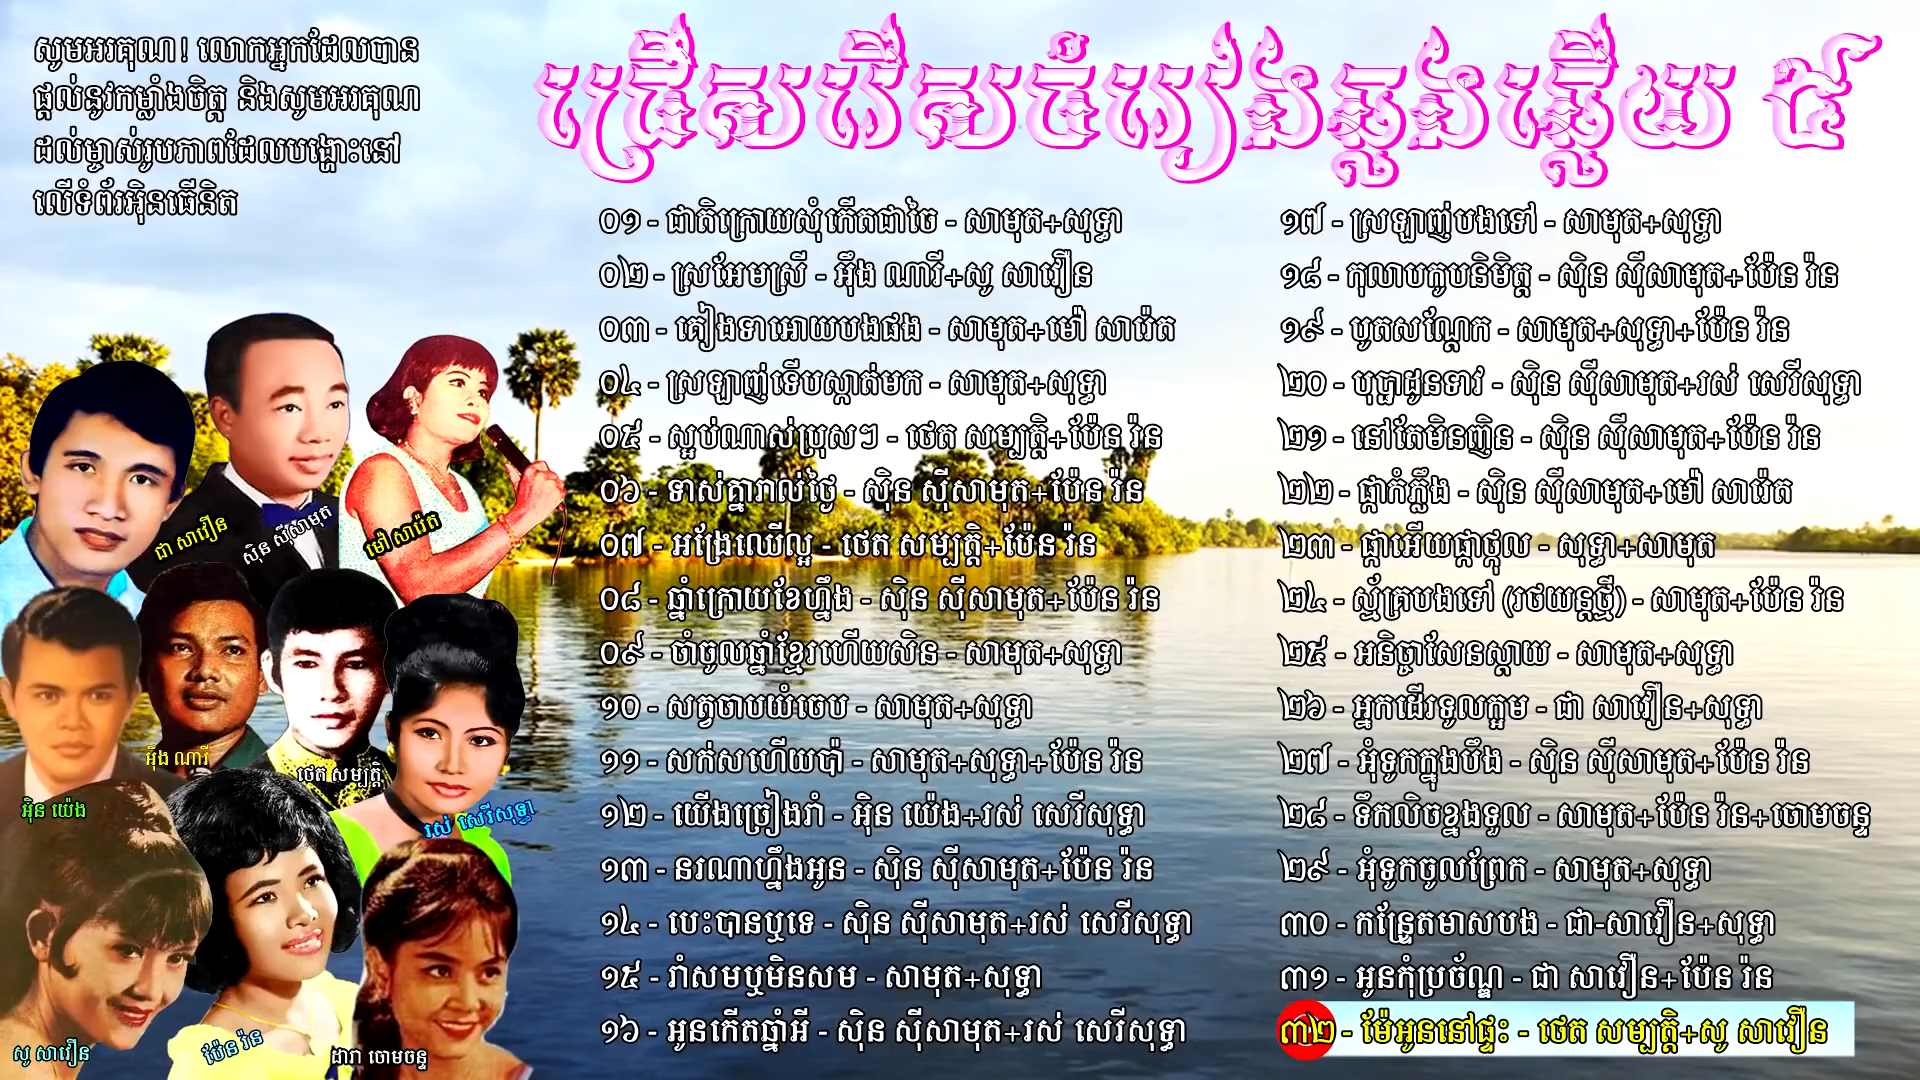 សូមអរគុណ! លោកអ្នកដែលបាន
ផ្តល់នូវកម្លាំងចិត្ត និងសូមអរគុណ
ដល់ម្ចាស់រូបភាពដែលបង្ហោះនៅ
លើទំព័រអ៊ិនធើនិត
ជ្រើសរើសចំរៀងឆ្លងឆ្លើយ ៥
០១ - ជាតិក្រោយសុំកើតជាចៃ - សាមុត+សុទ្ធា
០២ - ស្រអែមស្រី - អ៊ឹង ណារី+សូ សាវឿន
០៣ - គៀងទាអោយបងផង - សាមុត+ម៉ៅ សារ៉េត
០៤ - ស្រឡាញ់ទើបស្កាត់មក - សាមុត+សុទ្ធា
០៥ - ស្អប់ណាស់ប្រុសៗ - ថេត សម្បត្តិ+ប៉ែន រ៉ន
០៦ - ទាស់គ្នារាល់ថ្ងៃ - ស៊ិន ស៊ីសាមុត+ប៉ែន រ៉ន
០៧ - អង្រែឈើល្អ - ថេត សម្បត្តិ+ប៉ែន រ៉ន
០៨ - ឆ្នាំក្រោយខែហ្នឹង - ស៊ិន ស៊ីសាមុត+ប៉ែន រ៉ន
០៩ - ចាំចូលឆ្នាំខ្មែរហើយសិន - សាមុត+សុទ្ធា
១០ - សត្វចាបយំចេប - សាមុត+សុទ្ធា
១១ - សក់សហើយប៉ា - សាមុត+សុទ្ធា+ប៉ែន រ៉ន
១២ - យើងច្រៀងរាំ - អ៊ិន យ៉េង+រស់ សេរីសុទ្ធា
១៣ - នរណាហ្នឹងអូន - ស៊ិន ស៊ីសាមុត+ប៉ែន រ៉ន
១៤ - បេះបានឬទេ - ស៊ិន ស៊ីសាមុត+រស់ សេរីសុទ្ធា
១៥ - រាំសមឬមិនសម - សាមុត+សុទ្ធា
១៦ - អូនកើតឆ្នាំអី - ស៊ិន ស៊ីសាមុត+រស់ សេរីសុទ្ធា
១៧ - ស្រឡាញ់បងទៅ - សាមុត+សុទ្ធា
១៨ - កុលាបក្លូបនិមិត្ត - ស៊ិន ស៊ីសាមុត+ប៉ែន រ៉ន
១៩ - បូតសណ្តែក - សាមុត+សុទ្ធា+ប៉ែន រ៉ន
២០ - បុប្ផាដូនទាវ - ស៊ិន ស៊ីសាមុត+រស់ សេរីសុទ្ធា
២១ - នៅតែមិនញ៉ិន - ស៊ិន ស៊ីសាមុត+ប៉ែន រ៉ន
២២ - ផ្កាកំភ្លឹង - ស៊ិន ស៊ីសាមុត+ម៉ៅ សារ៉េត
២៣ - ផ្កាអើយផ្កាថ្កុល - សុទ្ធា+សាមុត
២៤ - ស្ម័គ្របងទៅ (រថយន្តថ្មី) - សាមុត+ប៉ែន រ៉ន
២៥ - អនិច្ចាសែនស្តាយ - សាមុត+សុទ្ធា
២៦ - អ្នកដើរទូលក្អម - ជា សាវឿន+សុទ្ធា
២៧ - អុំទូកក្នុងបឹង - ស៊ិន ស៊ីសាមុត+ប៉ែន រ៉ន
២៨ - ទឹកលិចខ្នងទួល - សាមុត+ប៉ែន រ៉ន+ចោមចន្ទ
២៩ - អុំទូកចូលព្រែក - សាមុត+សុទ្ធា
៣០ - កន្ត្រៃតមាសបង - ជា-សាវឿន+សុទ្ធា
៣១ - អូនកុំប្រច័ណ្ឌ - ជា សាវឿន+ប៉ែន រ៉ន
៣២ - ម៉ែអូននៅផ្ទះ - ថេត សម្បត្តិ+សូ សាវឿន
ជា សាវឿន
ស៊ិន ស៊ីសាមុត
ម៉ៅ សារ៉េត
អ៊ឹង ណារី
ថេត សម្បត្តិ
អ៊ិន យ៉េង
រស់ សេរីសុទ្ធា
សូ សាវឿន
ប៉ែន រ៉ន
ដារា ចោមចន្ទ